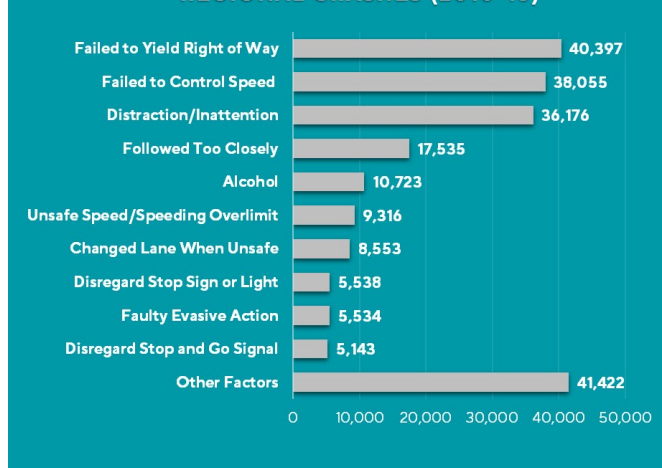 Failed to Yield Right of Way 40,397
Failed to Control Speed 38,055
Distraction/Inattention 36,176
Followed Too Closely 17,535
Alcohol 10,723
Unsafe Speed/Speeding Overlimit 9,316
Changed Lane When Unsafe 8,553
Disregard Stop Sign or Light 5,538
Faulty Evasive Action 5,534
Disregard Stop and Go Signal 5,143
Other Factors 41,422
0 10,000 20,000 30,000 40,000 50,000